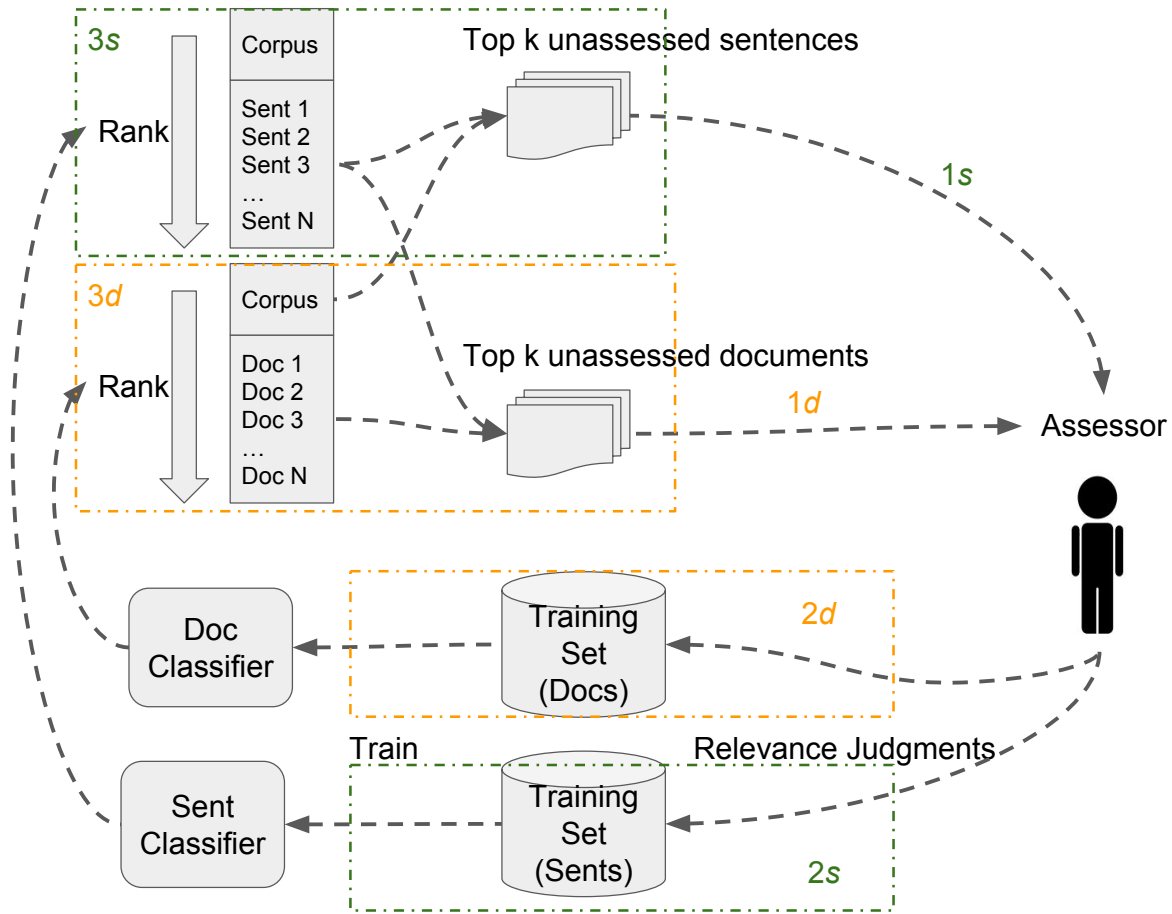 3s
Corpus
Top k unassessed sentences
Rank
Sent 1
Sent 2
Sent 3
…
Sent N
1s
3d
Corpus
Top k unassessed documents
Rank
Doc 1
Doc 2
Doc 3
…
Doc N
1d
Assessor
Doc
Classifier
Training
Set
(Docs)
2d
Train
Relevance Judgments
Sent
Classifier
Training
Set
(Sents)
2s